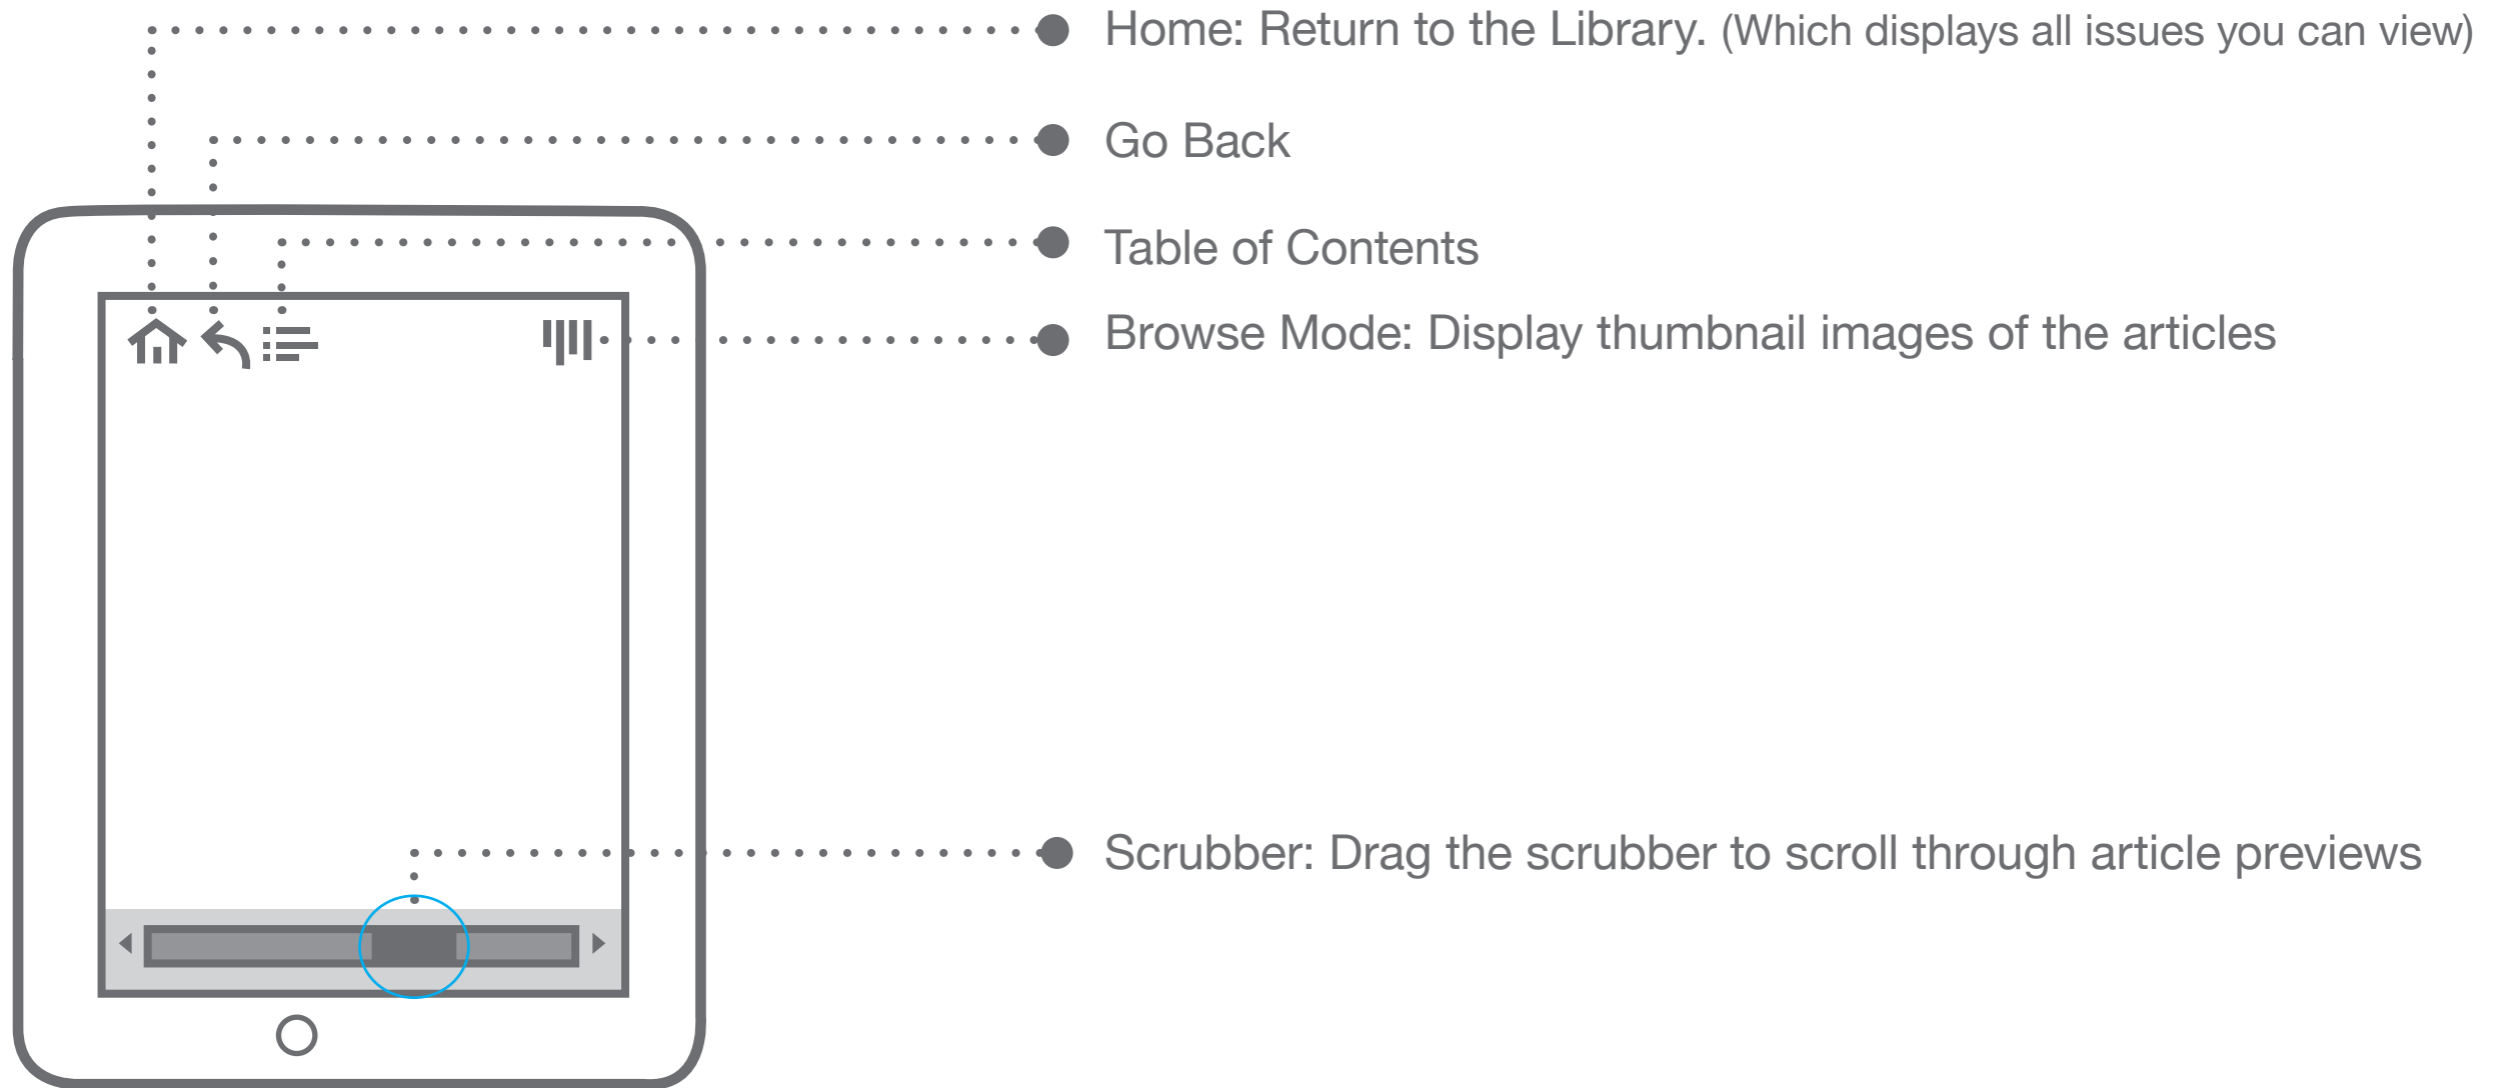 Home: Return to the Library. (Which displays all issues you can view)
Go Back
Table of Contents
Browse Mode: Display thumbnail images of the articles
Scrubber: Drag the scrubber to scroll through article previews